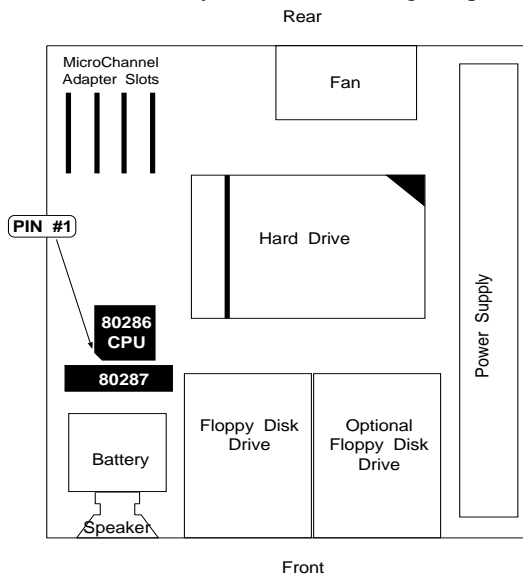 Rear
MicroChannel
Adapter Slots
Fan
PIN #1
Hard Drive
80286
CPU
80287
Power Supply
Floppy Disk
Drive
Optional
Floppy Disk
Drive
Battery
Speaker
Front